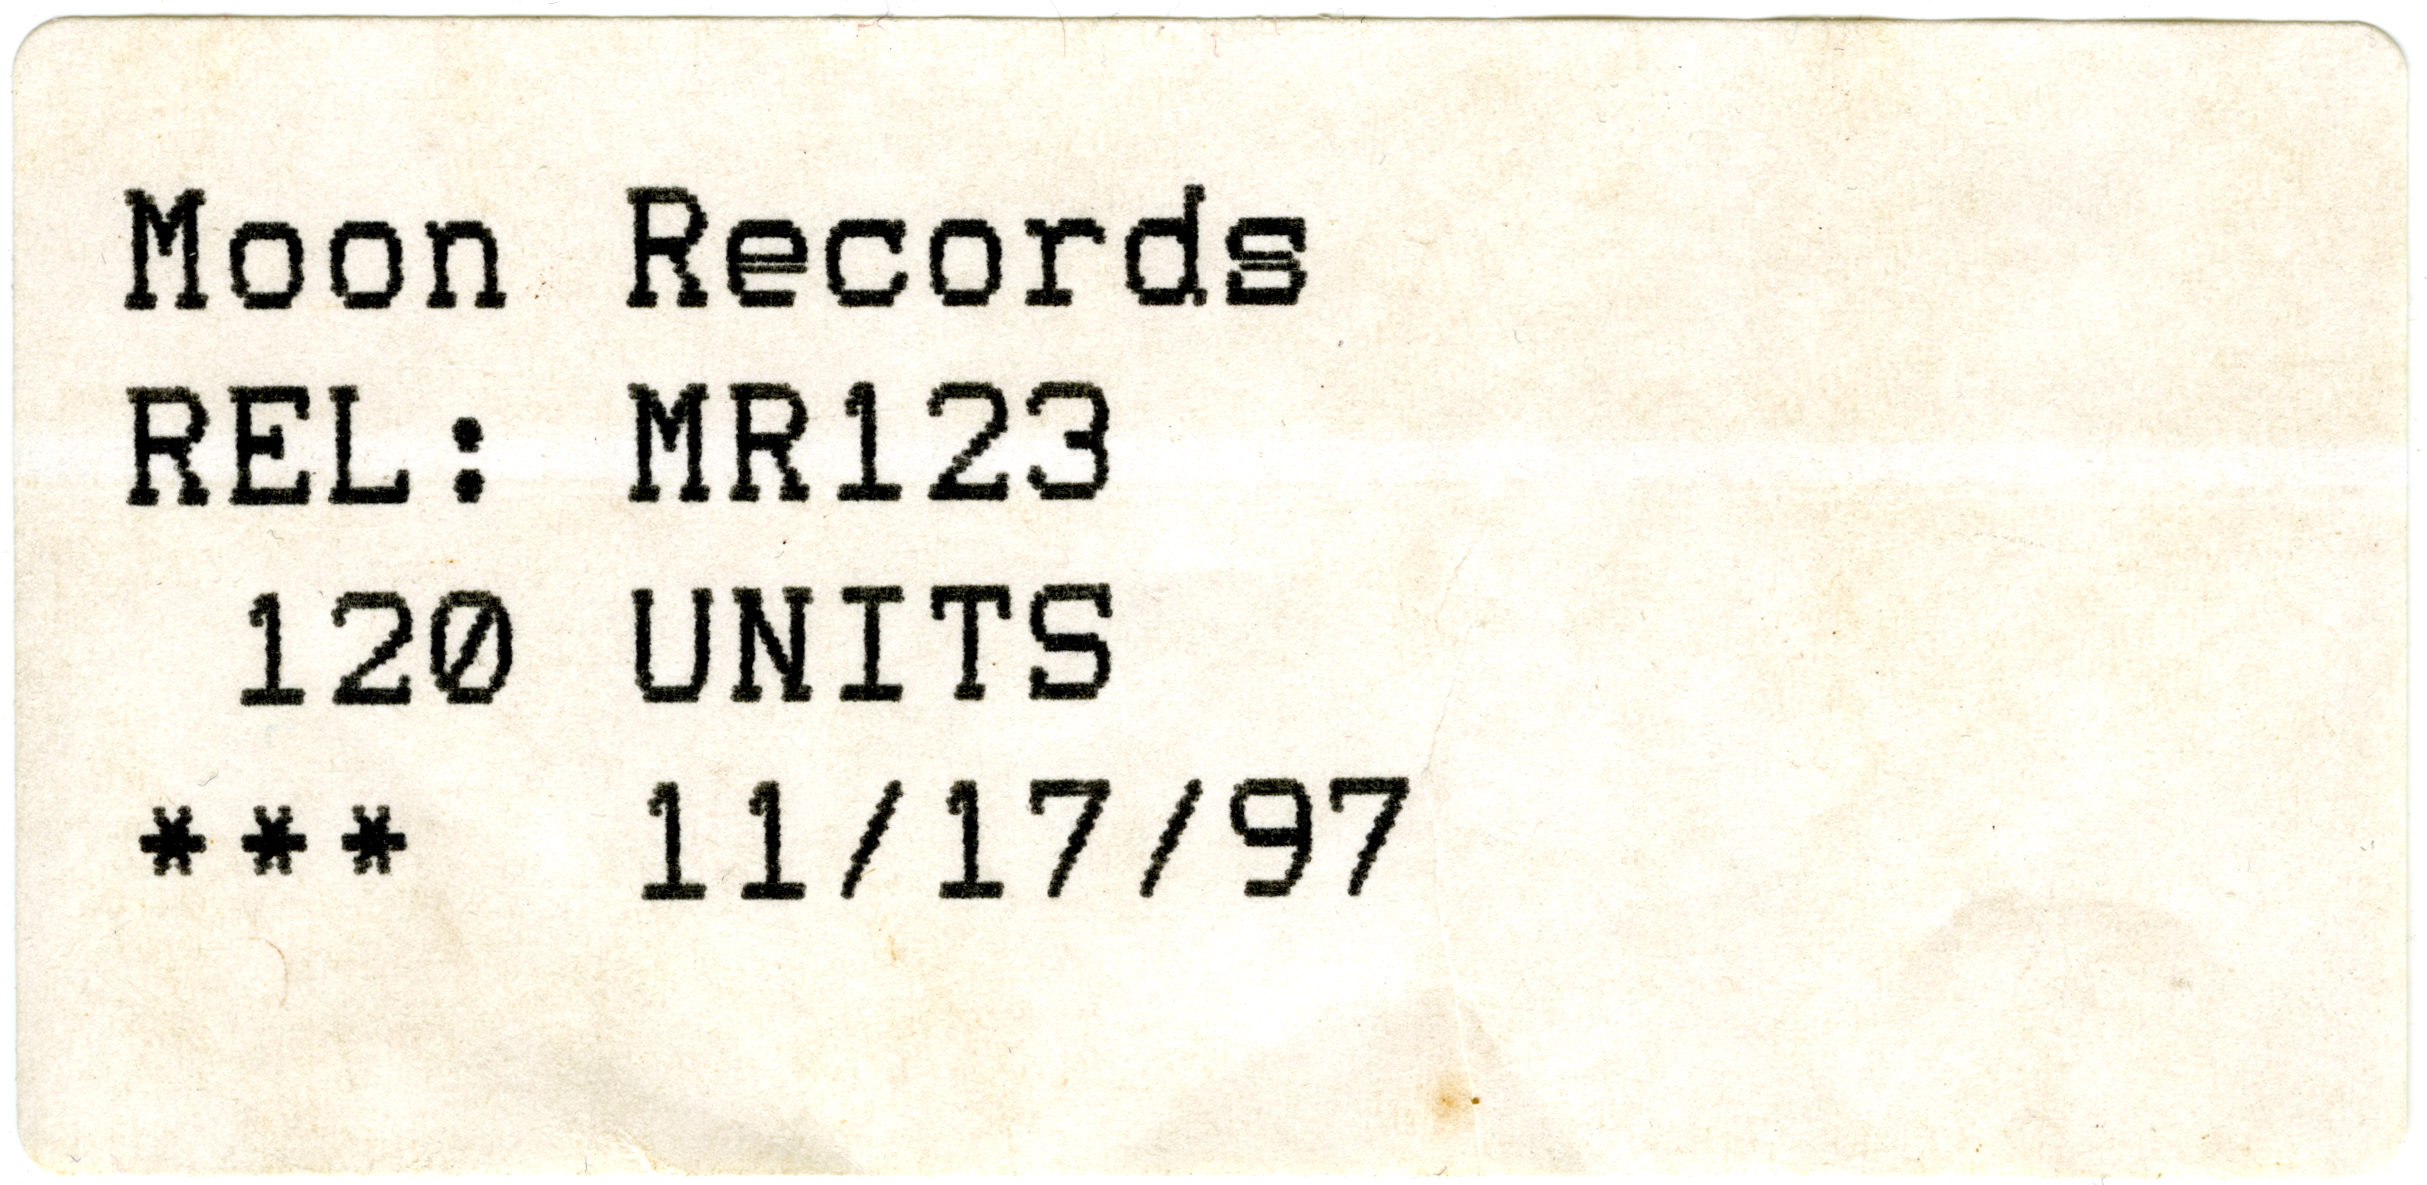 Moon Records
REL: MR123
120 UNITS
*** 11/17/97